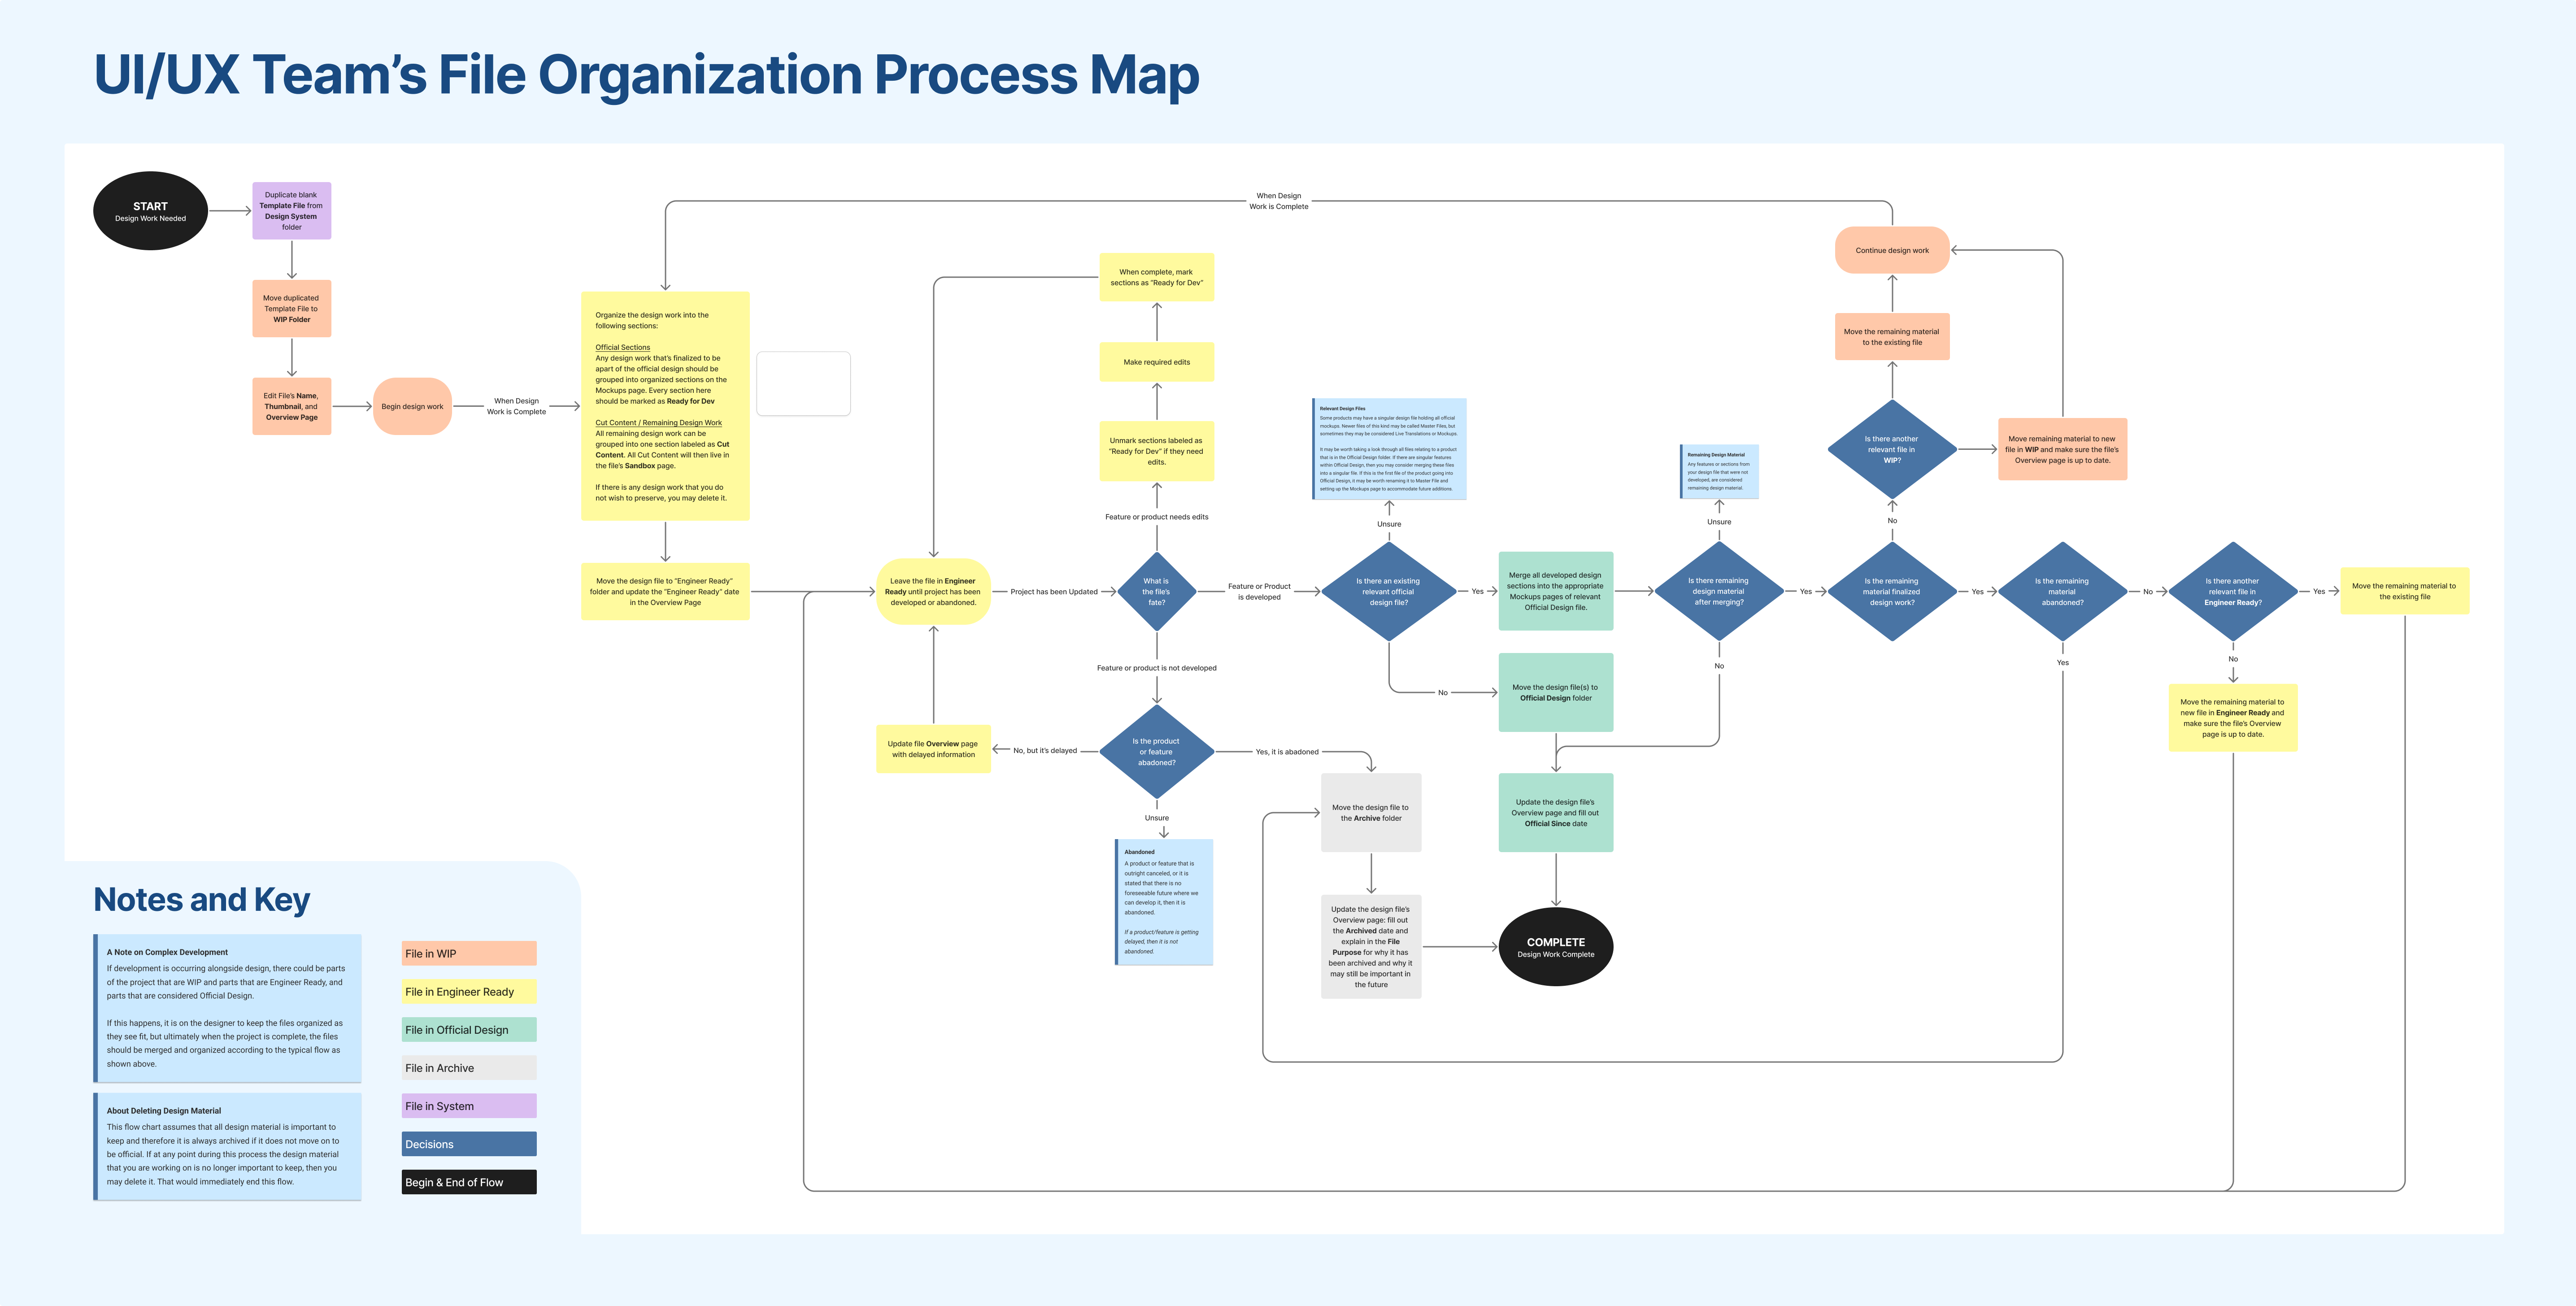 UI/UX Team’s File Organization Process Map
START
Design Work Needed
Duplicate blank
Template File from
Design System
folder
Move duplicated
Template File to
WIP Folder
Edit File’s Name,
Thumbnail, and
Overview Page
Begin design work
When Design
Work is Complete
Organize the design work into the
following sections:
Official Sections
Any design work that’s finalized to be
apart of the official design should be
grouped into organized sections on the
Mockups page. Every section here
should be marked as Ready for Dev
Cut Content / Remaining Design Work
All remaining design work can be
grouped into one section labeled as Cut
Content. All Cut Content will then live in
the file’s Sandbox page.
If there is any design work that you do
not wish to preserve, you may delete it.
Move the design file to “Engineer Ready”
folder and update the “Engineer Ready” date
in the Overview Page
Leave the file in Engineer
Ready until project has been
developed or abandoned.
Project has been Updated
What is
the file’s
fate?
Feature or product needs edits
Unmark sections labeled as
“Ready for Dev” if they need
edits.
Make required edits
When complete, mark
sections as “Ready for Dev”
Feature or product is not developed
Is the product
or feature
abadoned?
No, but it’s delayed
Update file Overview page
with delayed information
Unsure
Abandoned
A product or feature that is
outright canceled, or it is
stated that there is no
foreseeable future where we
can develop it, then it is
abandoned.
If a product/feature is getting
delayed, then it is not
abandoned.
Yes, it is abadoned
Move the design file to
the Archive folder
Update the design file’s
Overview page: fill out
the Archived date and
explain in the File
Purpose for why it has
been archived and why it
may still be important in
the future
Feature or Product
is developed
Is there an existing
relevant official
design file?
Unsure
Relevant Design Files
Some products may have a singular design file holding all official
mockups. Newer files of this kind may be called Master Files, but
sometimes they may be considered Live Translations or Mockups.
It may be worth taking a look through all files relating to a product
that is in the Official Design folder. If there are singular features
within Official Design, then you may consider merging these files
into a singular file. If this is the first file of the product going into
Official Design, it may be worth renaming it to Master File and
setting up the Mockups page to accommodate future additions.
Yes
Merge all developed design
sections into the appropriate
Mockups pages of relevant
Official Design file.
No
Move the design file(s) to
Official Design folder
Update the design file’s
Overview page and fill out
Official Since date
COMPLETE
Design Work Complete
Is there remaining
design material
after merging?
Unsure
Remaining Design Material
Any features or sections from
your design file that were not
developed, are considered
remaining design material.
No
Yes
Is the remaining
material finalized
design work?
No
Is there another
relevant file in
WIP?
Move the remaining material
to the existing file
Continue design work
When Design
Work is Complete
Move remaining material to new
file in WIP and make sure the file’s
Overview page is up to date.
Yes
Is the remaining
material
abandoned?
Yes
No
Is there another
relevant file in
Engineer Ready?
Yes
Move the remaining material to
the existing file
No
Move the remaining material to
new file in Engineer Ready and
make sure the file’s Overview
page is up to date.
Notes and Key
A Note on Complex Development
If development is occurring alongside design, there could be parts
of the project that are WIP and parts that are Engineer Ready, and
parts that are considered Official Design.
If this happens, it is on the designer to keep the files organized as
they see fit, but ultimately when the project is complete, the files
should be merged and organized according to the typical flow as
shown above.
About Deleting Design Material
This flow chart assumes that all design material is important to
keep and therefore it is always archived if it does not move on to
be official. If at any point during this process the design material
that you are working on is no longer important to keep, then you
may delete it. That would immediately end this flow.
File in WIP
File in Engineer Ready
File in Official Design
File in Archive
File in System
Decisions
Begin & End of Flow